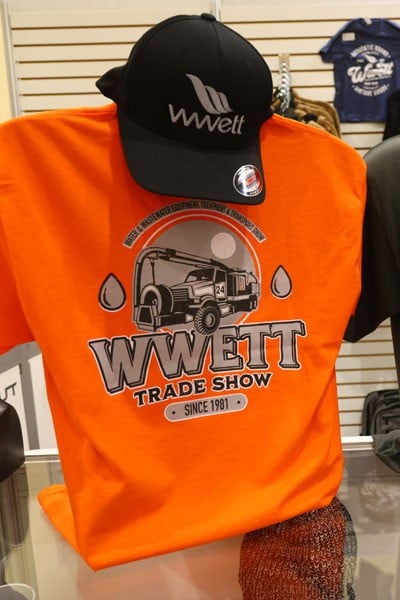 wwett
WATER & WASTEWATER EQUIPMENT TREATMENT & TRANSPORT SHOW
24
WWETT
TRADE SHOW
• SINCE 1981 •
Wwett